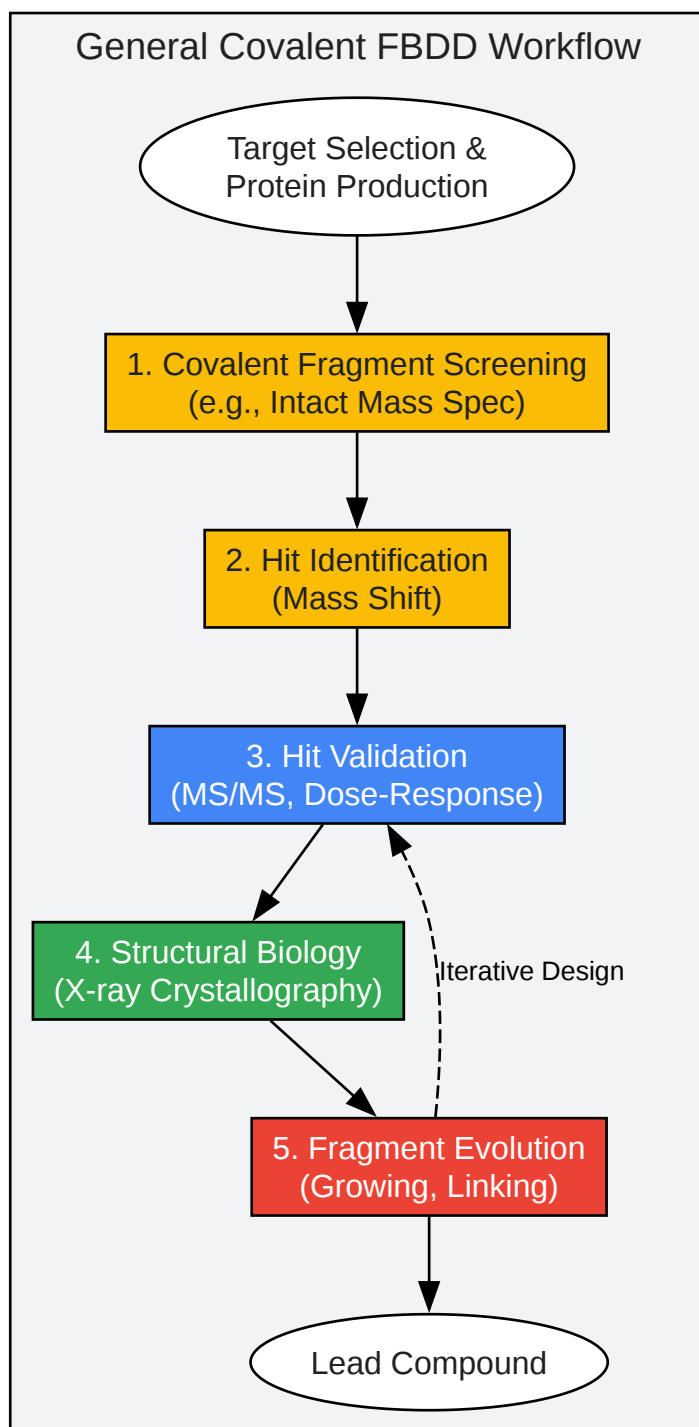 General Covalent FBDD Workflow
Target Selection &
Protein Production
1. Covalent Fragment Screening
(e.g., Intact Mass Spec)
2. Hit Identification
(Mass Shift)
3. Hit Validation
(MS/MS, Dose-Response)
4. Structural Biology
(X-ray Crystallography)
Iterative Design
5. Fragment Evolution
(Growing, Linking)
Lead Compound